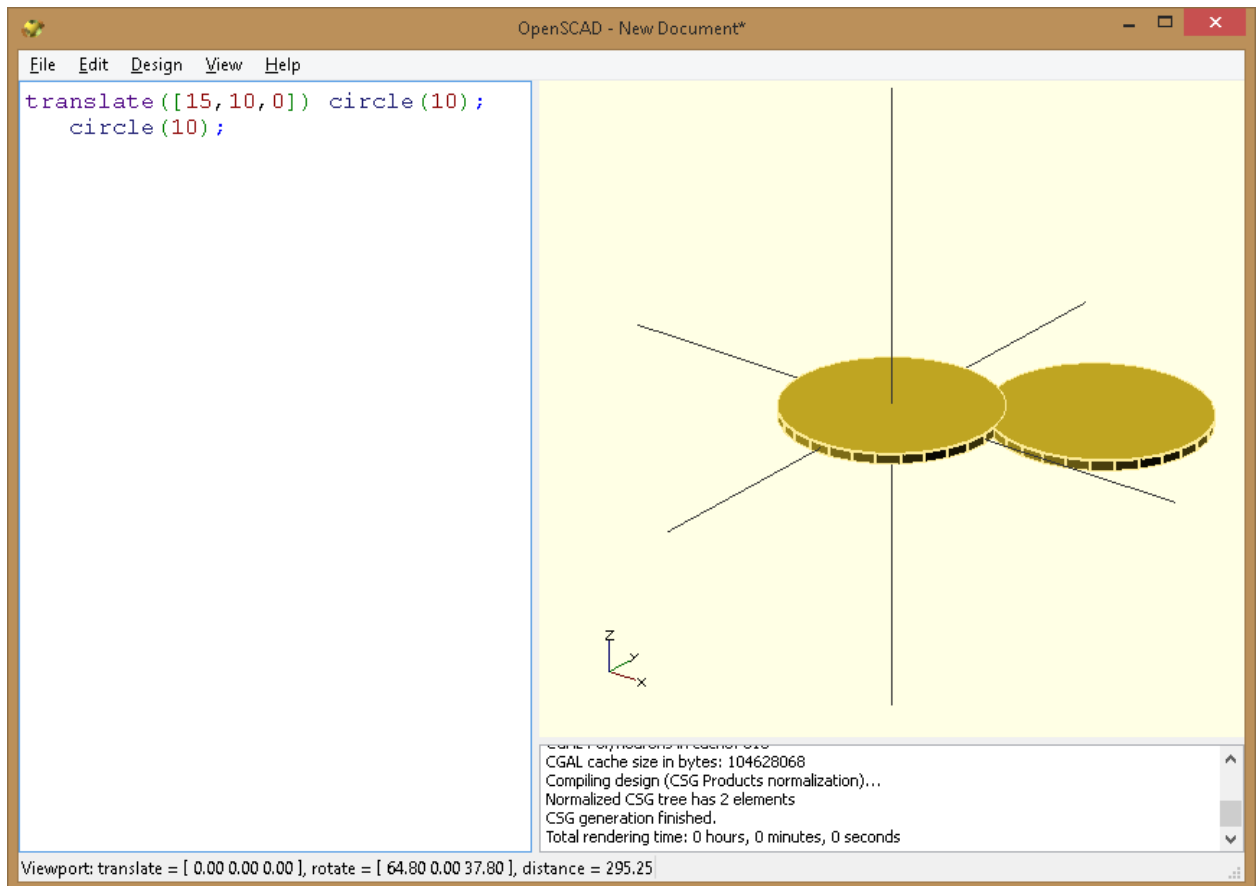 OpenSCAD - New Document*
File Edit Design View Help
translate([15,10,0]) circle(10);
circle(10);
Z
Y
X
CGAL cache size in bytes: 104628068
Compiling design (CSG Products normalization)...
Normalized CSG tree has 2 elements
CSG generation finished.
Total rendering time: 0 hours, 0 minutes, 0 seconds
Viewport: translate = [ 0.00 0.00 0.00 ], rotate = [ 64.80 0.00 37.80 ], distance = 295.25